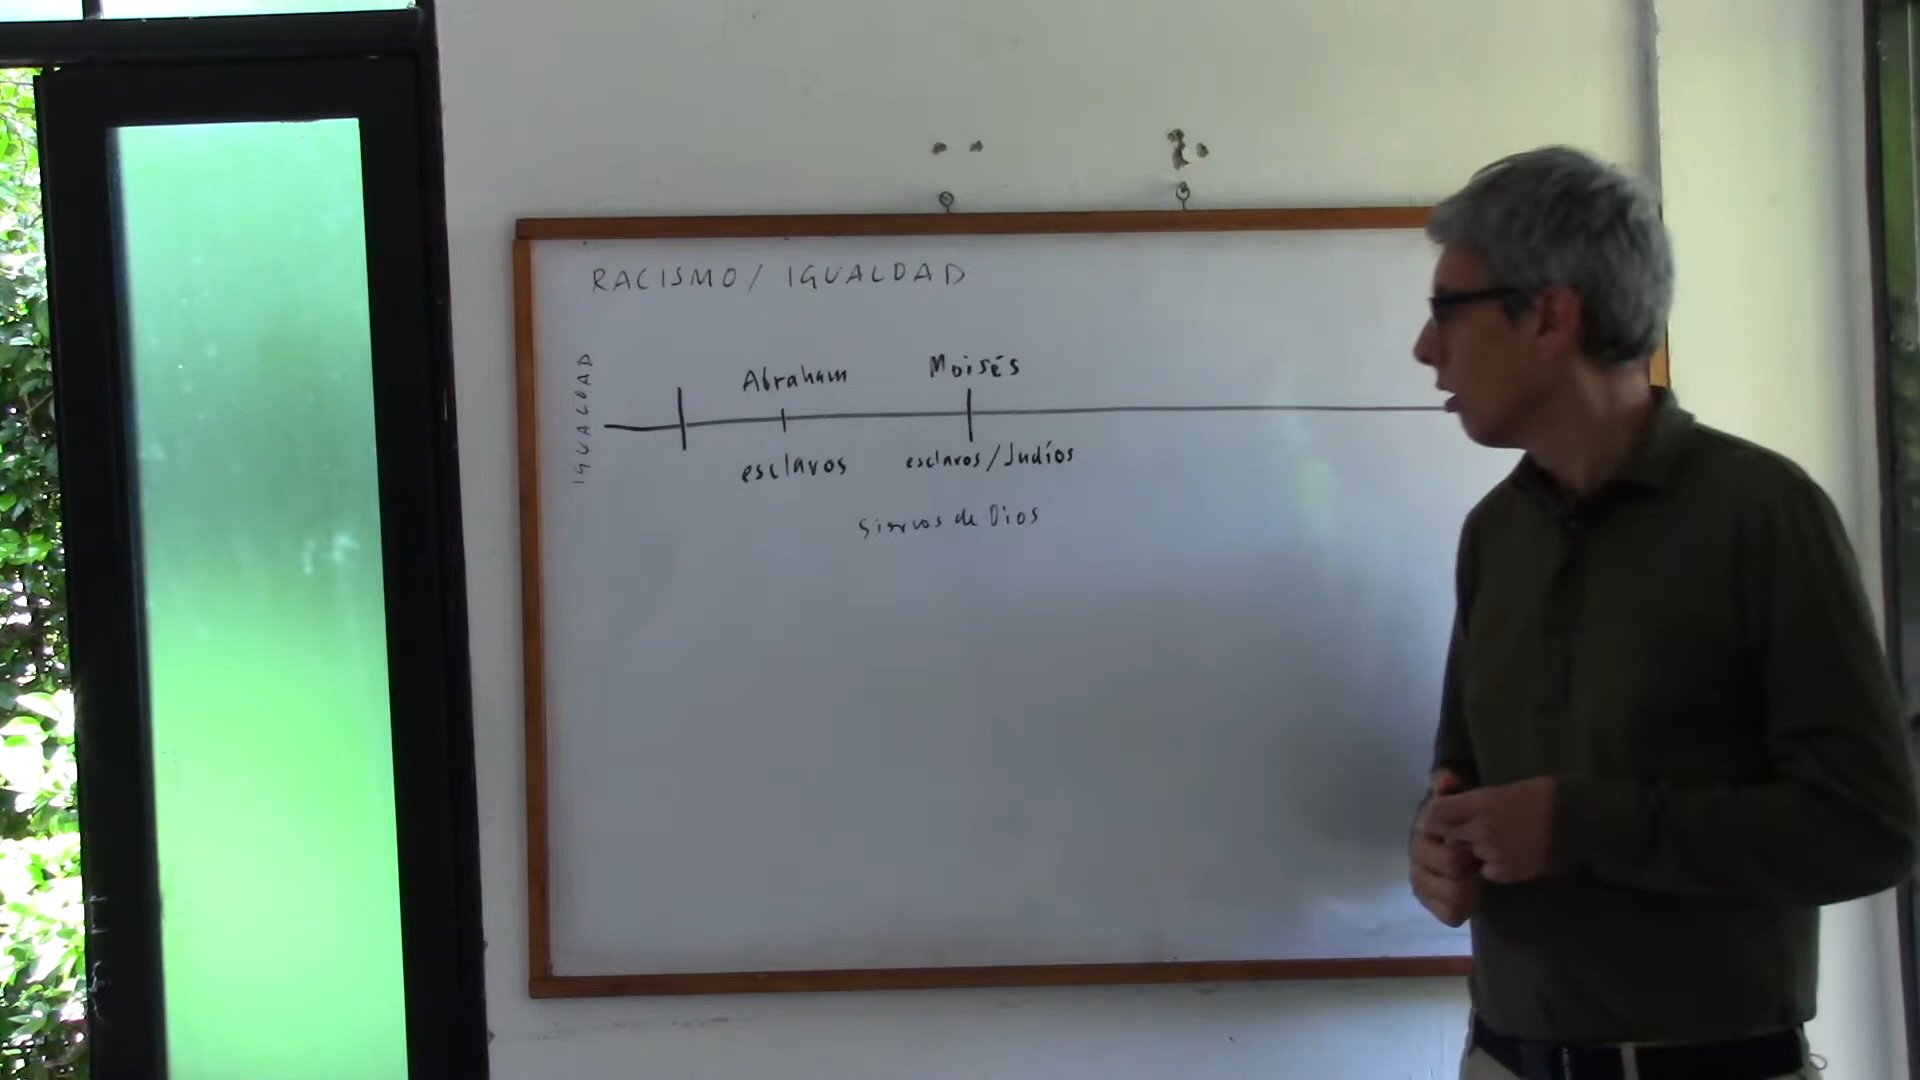 RACISMO / IGUALDAD
IGUALDAD
Abraham
Moisés
esclavos
esclavos/Judíos
Siervos de Dios